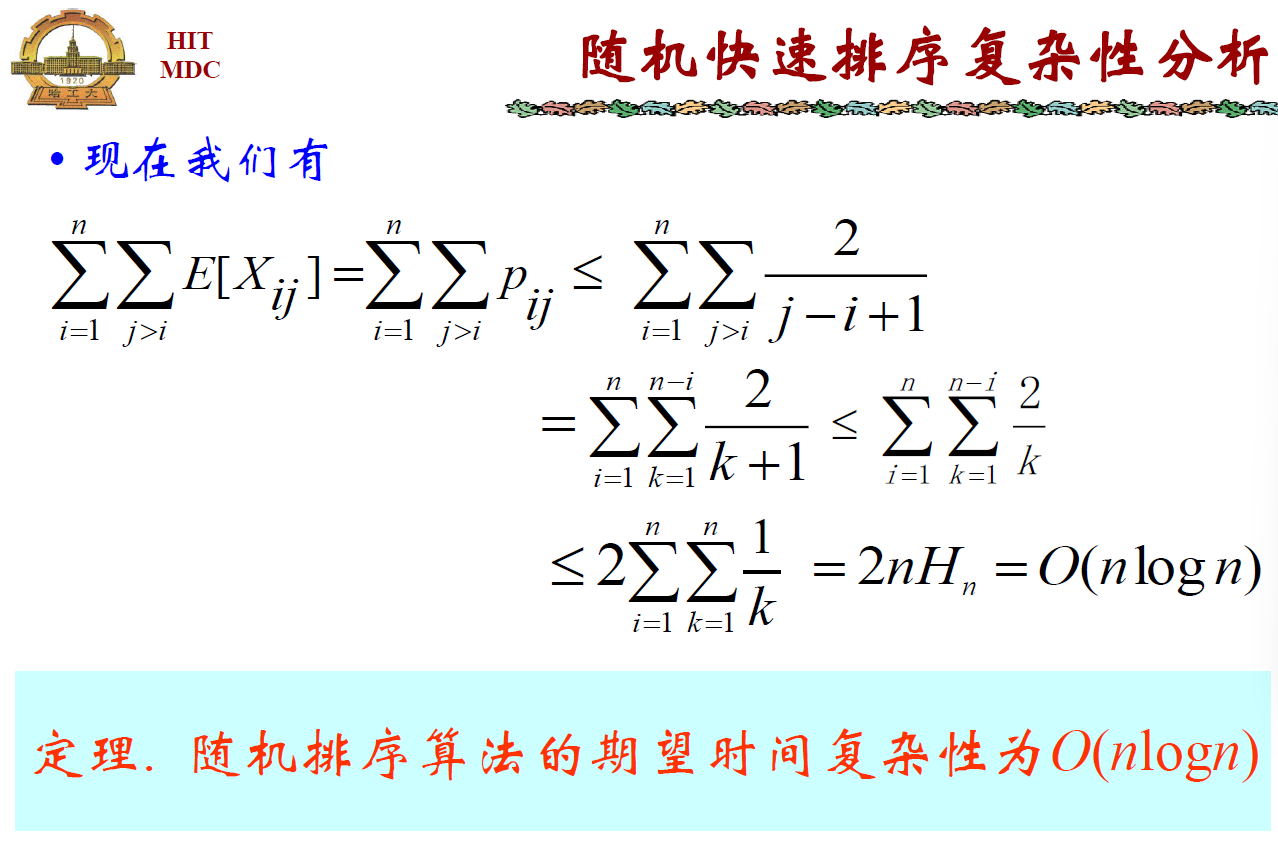 HIT
MDC
1920
哈工大
随机快速排序复杂性分析
• 现在我们有
\sum_{i=1}^{n}\sum_{j>i}E[X_{ij}]=\sum_{i=1}^{n}\sum_{j>i}p_{ij} ≤ \sum_{i=1}^{n}\sum_{j>i}\frac{2}{j-i+1}
=\sum_{i=1}^{n}\sum_{k=1}^{n-i}\frac{2}{k+1} ≤ \sum_{i=1}^{n}\sum_{k=1}^{n-i}\frac{2}{k}
≤2\sum_{i=1}^{n}\sum_{k=1}^{n}\frac{1}{k} =2nH_n=O(n\log n)
定理. 随机排序算法的期望时间复杂性为O(nlogn)